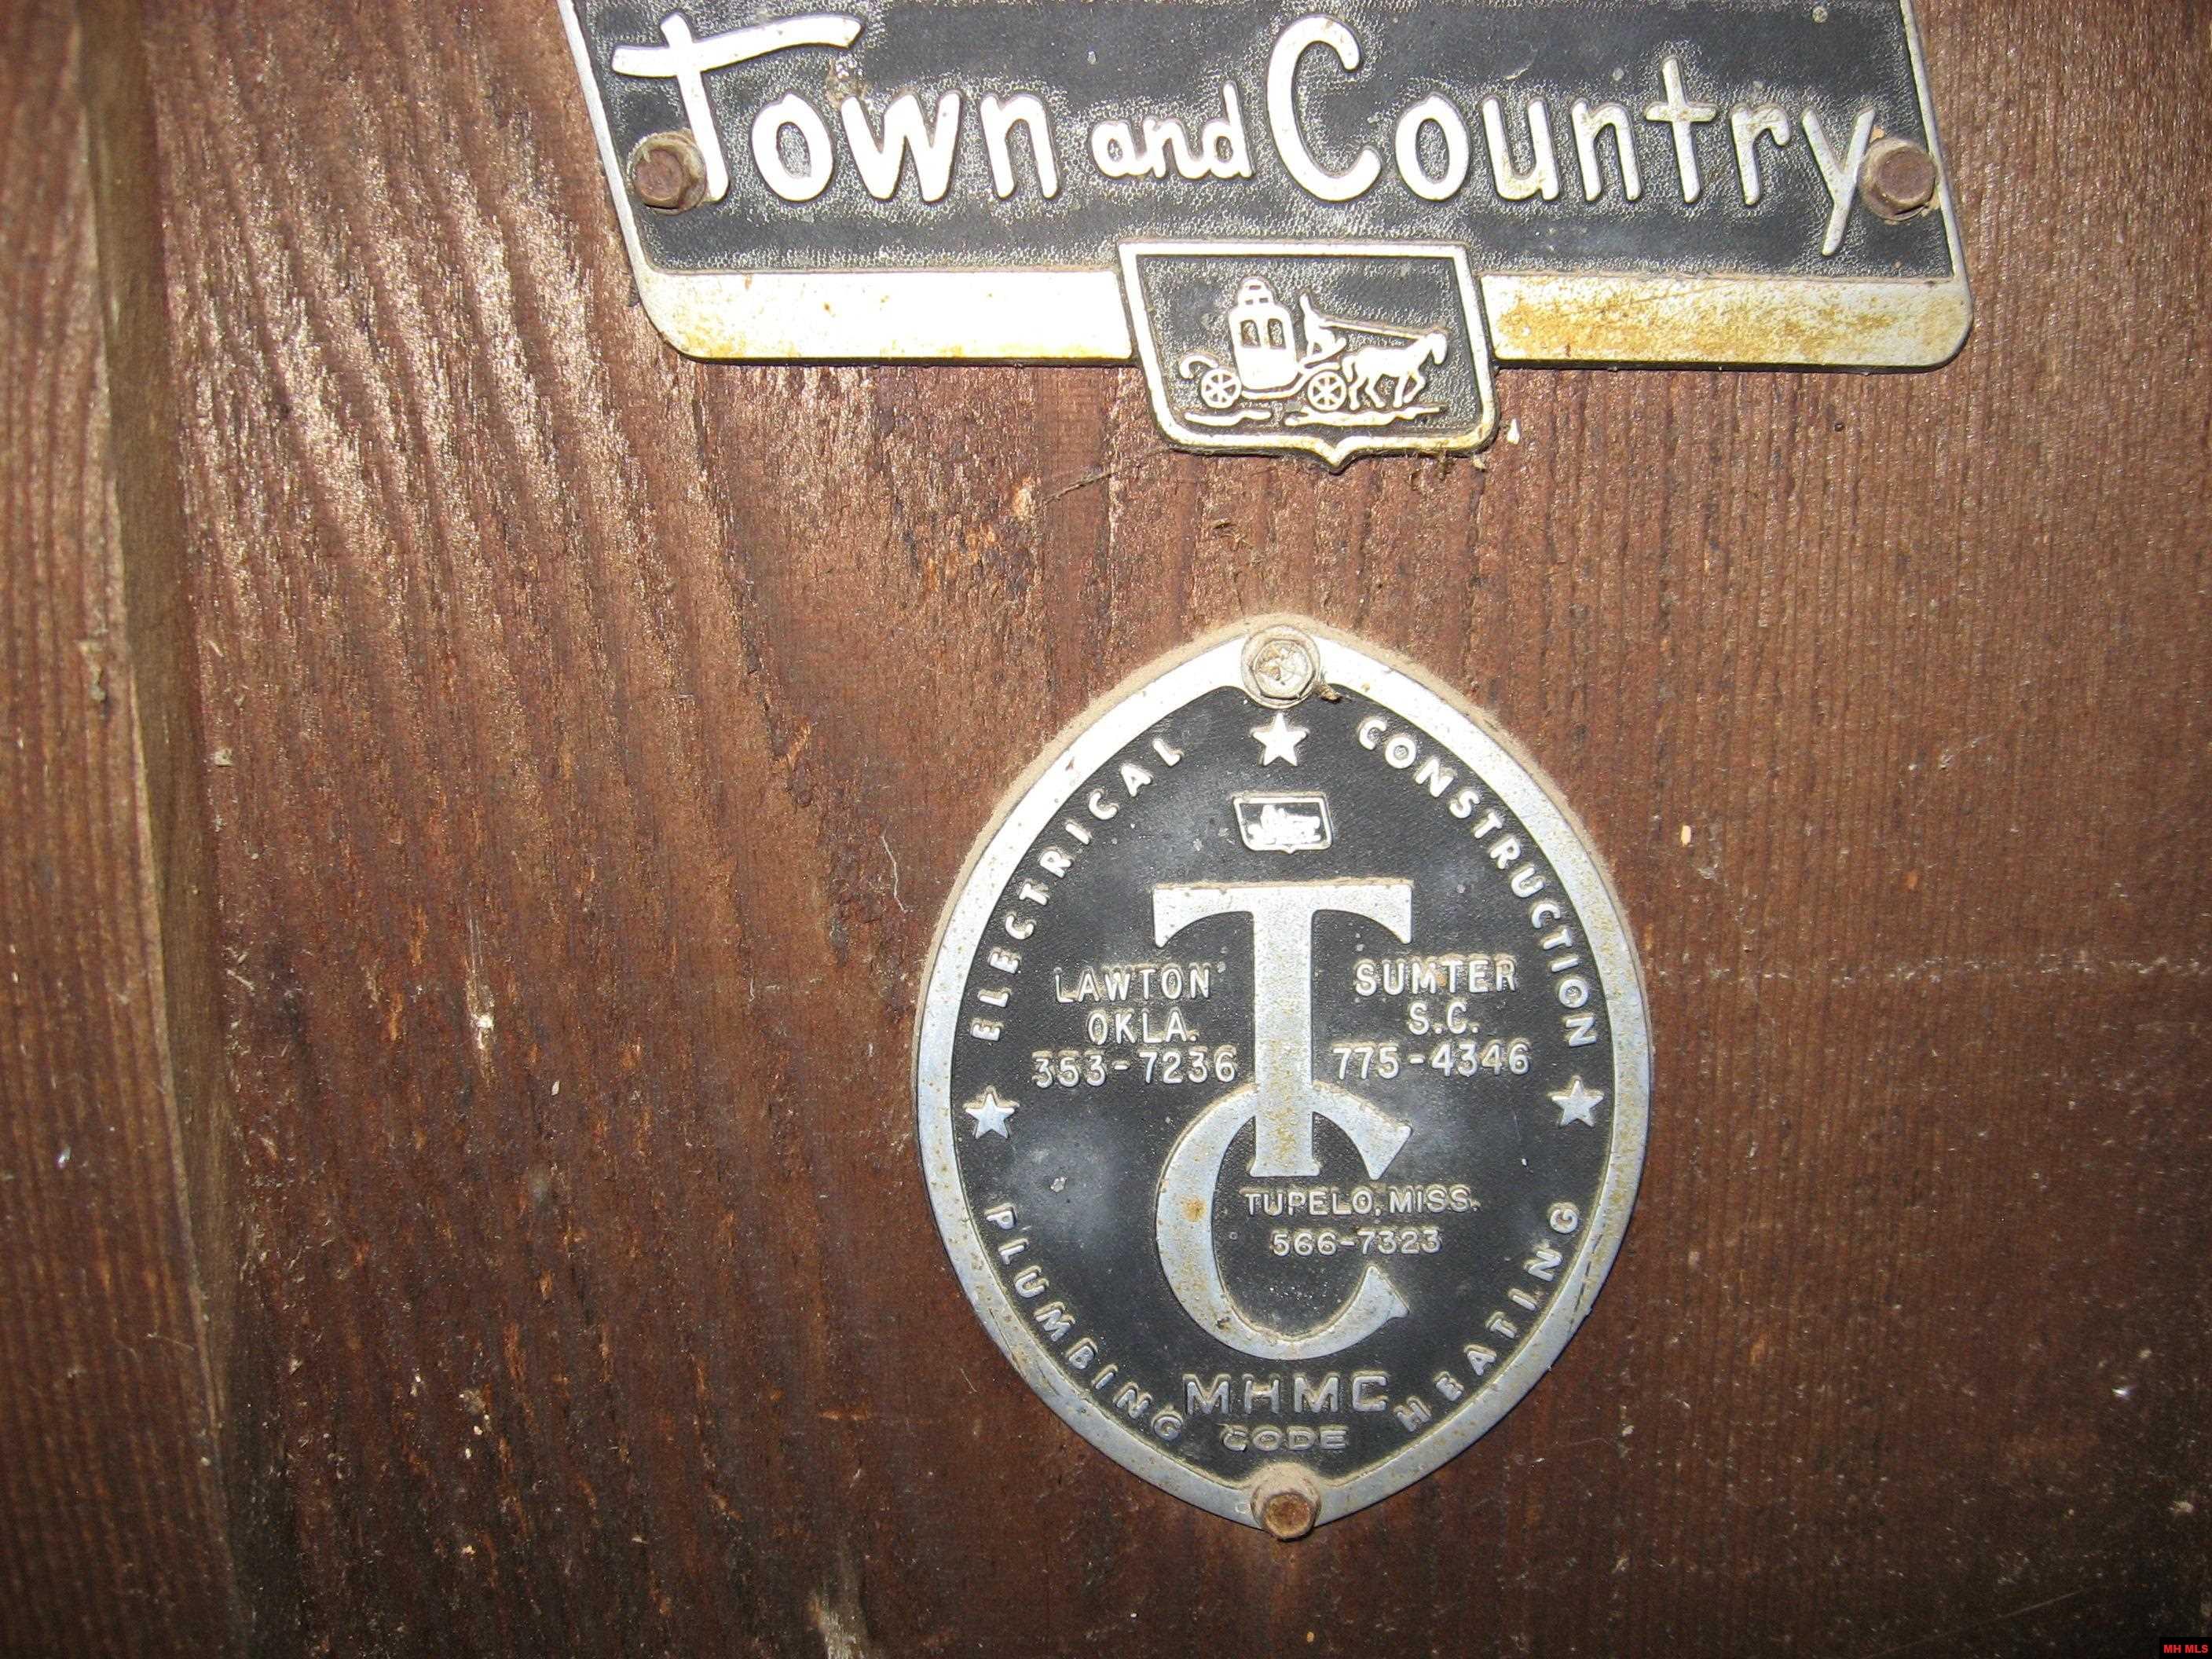 Town and Country
ELECTRICAL
CONSTRUCTION
LAWTON
OKLA.
353-7236
SUMTER
S.C.
775-4346
TC
TUPELO, MISS.
566-7323
PLUMBING
HEATING
MHMC
CODE
MH MLS